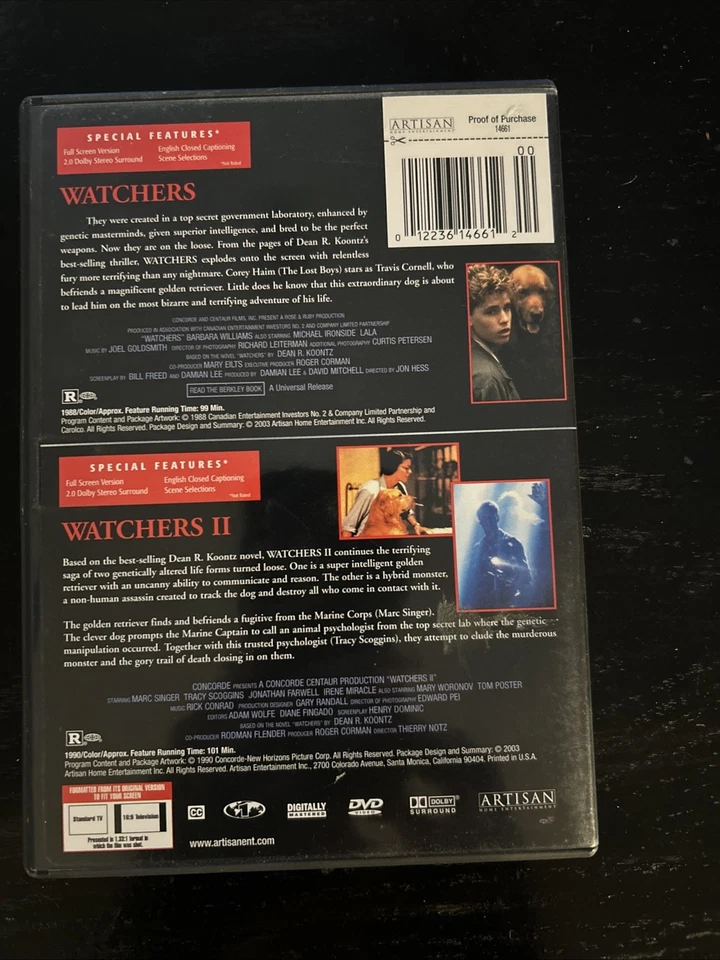 SPECIAL FEATURES*
Full Screen Version
2.0 Dolby Stereo Surround
English Closed Captioning
Scene Selections
*Not Rated
ARTISAN
HOME ENTERTAINMENT
Proof of Purchase
14661
00
0 12236 14661 2
WATCHERS
They were created in a top secret government laboratory, enhanced by
genetic masterminds, given superior intelligence, and bred to be the perfect
weapons. Now they are on the loose. From the pages of Dean R. Koontz's
best-selling thriller, WATCHERS explodes onto the screen with relentless
fury more terrifying than any nightmare. Corey Haim (The Lost Boys) stars as Travis Cornell, who
befriends a magnificent golden retriever. Little does he know that this extraordinary dog is about
to lead him on the most bizarre and terrifying adventure of his life.
CONCORDE AND CENTAUR FILMS, INC. PRESENT A ROSE & RUBY PRODUCTION
PRODUCED IN ASSOCIATION WITH CANADIAN ENTERTAINMENT INVESTORS NO. 2 AND COMPANY LIMITED PARTNERSHIP
"WATCHERS" BARBARA WILLIAMS ALSO STARRING MICHAEL IRONSIDE LALA
MUSIC BY JOEL GOLDSMITH DIRECTOR OF PHOTOGRAPHY RICHARD LEITERMAN ADDITIONAL PHOTOGRAPHY CURTIS PETERSEN
BASED ON THE NOVEL "WATCHERS" BY DEAN R. KOONTZ
CO-PRODUCER MARY EILTS EXECUTIVE PRODUCER ROGER CORMAN
SCREENPLAY BY BILL FREED AND DAMIAN LEE PRODUCED BY DAMIAN LEE & DAVID MITCHELL DIRECTED BY JON HESS
R
READ THE BERKLEY BOOK A Universal Release
1988/Color/Approx. Feature Running Time: 99 Min.
Program Content and Package Artwork: © 1988 Canadian Entertainment Investors No. 2 & Company Limited Partnership and
Carolco. All Rights Reserved. Package Design and Summary: © 2003 Artisan Home Entertainment Inc. All Rights Reserved.
SPECIAL FEATURES*
Full Screen Version
2.0 Dolby Stereo Surround
English Closed Captioning
Scene Selections
*Not Rated
WATCHERS II
Based on the best-selling Dean R. Koontz novel, WATCHERS II continues the terrifying
saga of two genetically altered life forms turned loose. One is a super intelligent golden
retriever with an uncanny ability to communicate and reason. The other is a hybrid monster,
a non-human assassin created to track the dog and destroy all who come in contact with it.
The golden retriever finds and befriends a fugitive from the Marine Corps (Marc Singer).
The clever dog prompts the Marine Captain to call an animal psychologist from the top secret lab where the genetic
manipulation occurred. Together with this trusted psychologist (Tracy Scoggins), they attempt to elude the murderous
monster and the gory trail of death closing in on them.
CONCORDE PRESENTS A CONCORDE CENTAUR PRODUCTION "WATCHERS II"
STARRING MARC SINGER TRACY SCOGGINS JONATHAN FARWELL IRENE MIRACLE ALSO STARRING MARY WORONOV TOM POSTER
MUSIC RICK CONRAD PRODUCTION DESIGNER GARY RANDALL DIRECTOR OF PHOTOGRAPHY EDWARD PEI
EDITORS ADAM WOLFE DIANE FINGADO SCREENPLAY HENRY DOMINIC
BASED ON THE NOVEL "WATCHERS" BY DEAN R. KOONTZ
CO-PRODUCER RODMAN FLENDER PRODUCER ROGER CORMAN DIRECTOR THIERRY NOTZ
R
1990/Color/Approx. Feature Running Time: 101 Min.
Program Content and Package Artwork: © 1990 Concorde-New Horizons Picture Corp. All Rights Reserved. Package Design and Summary: © 2003
Artisan Home Entertainment Inc. All Rights Reserved. Artisan Entertainment Inc., 2700 Colorado Avenue, Santa Monica, California 90404. Printed in U.S.A.
FORMATTED FROM ITS ORIGINAL VERSION
TO FIT YOUR SCREEN
Standard TV
16:9 Television
Presented in 1.33:1 format in
which the film was shot.
CC
1
DIGITALLY
MASTERED
DVD
VIDEO
DOLBY
SURROUND
ARTISAN
HOME ENTERTAINMENT
www.artisanent.com